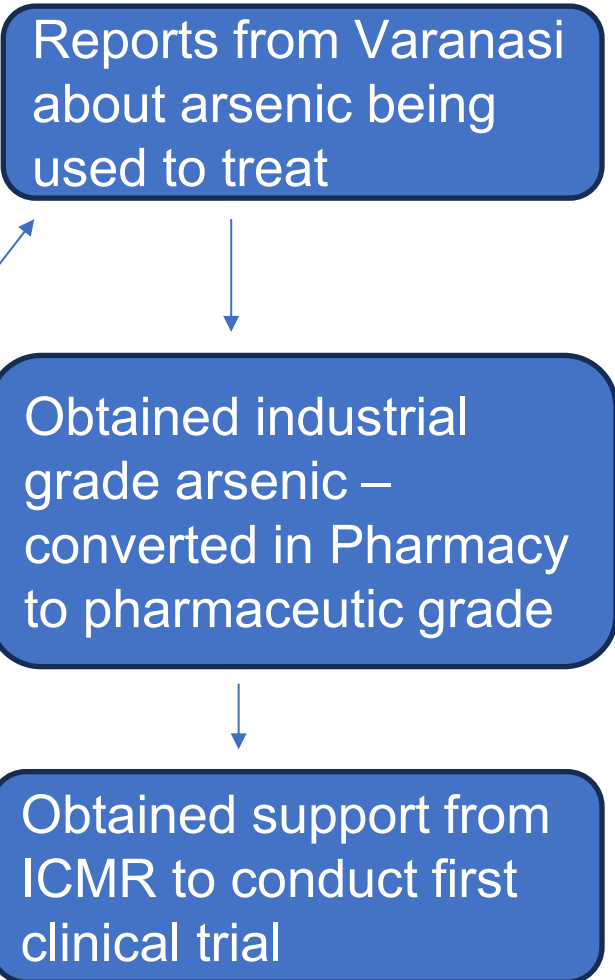 Reports from Varanasi
about arsenic being
used to treat
Obtained industrial
grade arsenic –
converted in Pharmacy
to pharmaceutic grade
Obtained support from
ICMR to conduct first
clinical trial